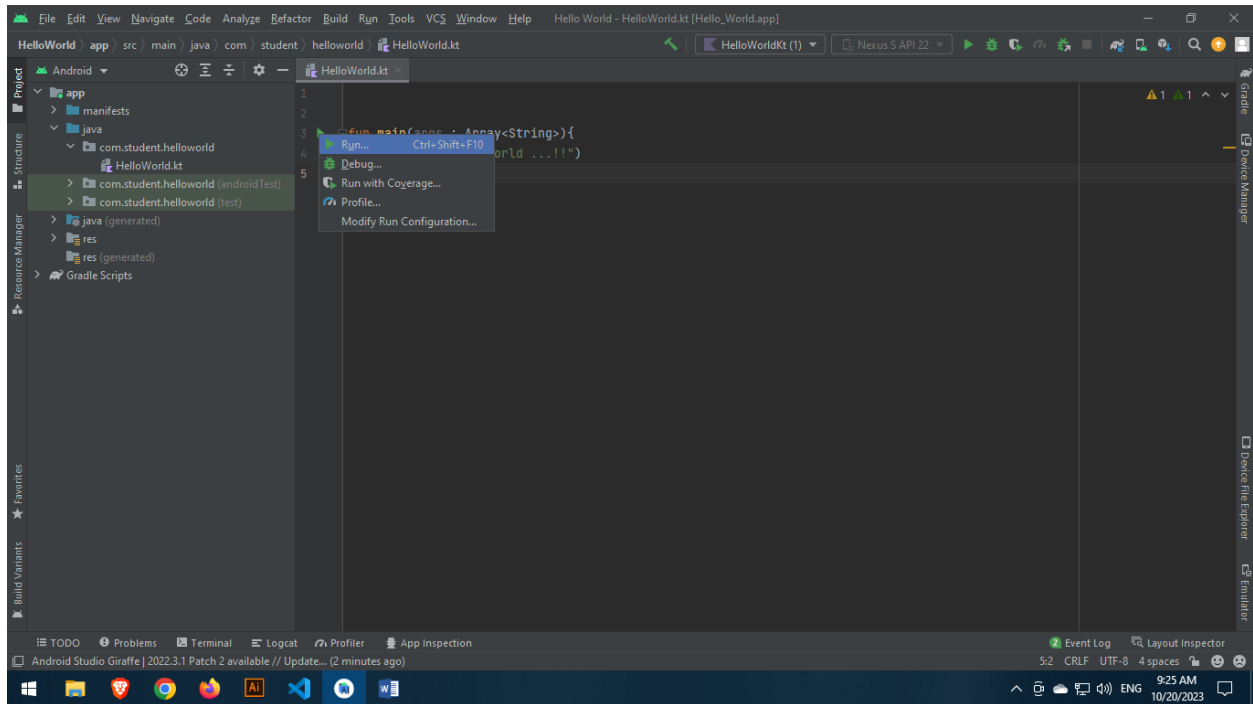 File Edit View Navigate Code Analyze Refactor Build Run Tools VCS Window Help Hello World - HelloWorld.kt [Hello_World.app]
HelloWorld app src main java com student helloworld HelloWorld.kt HelloWorldKt (1) Nexus S API 22
Android HelloWorld.kt
Project
Structure
Resource Manager
Favorites
Build Variants
app
manifests
java
com.student.helloworld
HelloWorld.kt
com.student.helloworld (androidTest)
com.student.helloworld (test)
java (generated)
res
res (generated)
Gradle Scripts
1 1 1
2
3 fun main(args : Array<String>){
4 orld ...!!")
5
Run... Ctrl+Shift+F10
Debug...
Run with Coverage...
Profile...
Modify Run Configuration...
Gradle
Device Manager
Device File Explorer
Emulator
TODO Problems Terminal Logcat Profiler App Inspection 2 Event Log Layout Inspector
Android Studio Giraffe | 2022.3.1 Patch 2 available // Update... (2 minutes ago) 5:2 CRLF UTF-8 4 spaces
Ai W ENG 9:25 AM
10/20/2023